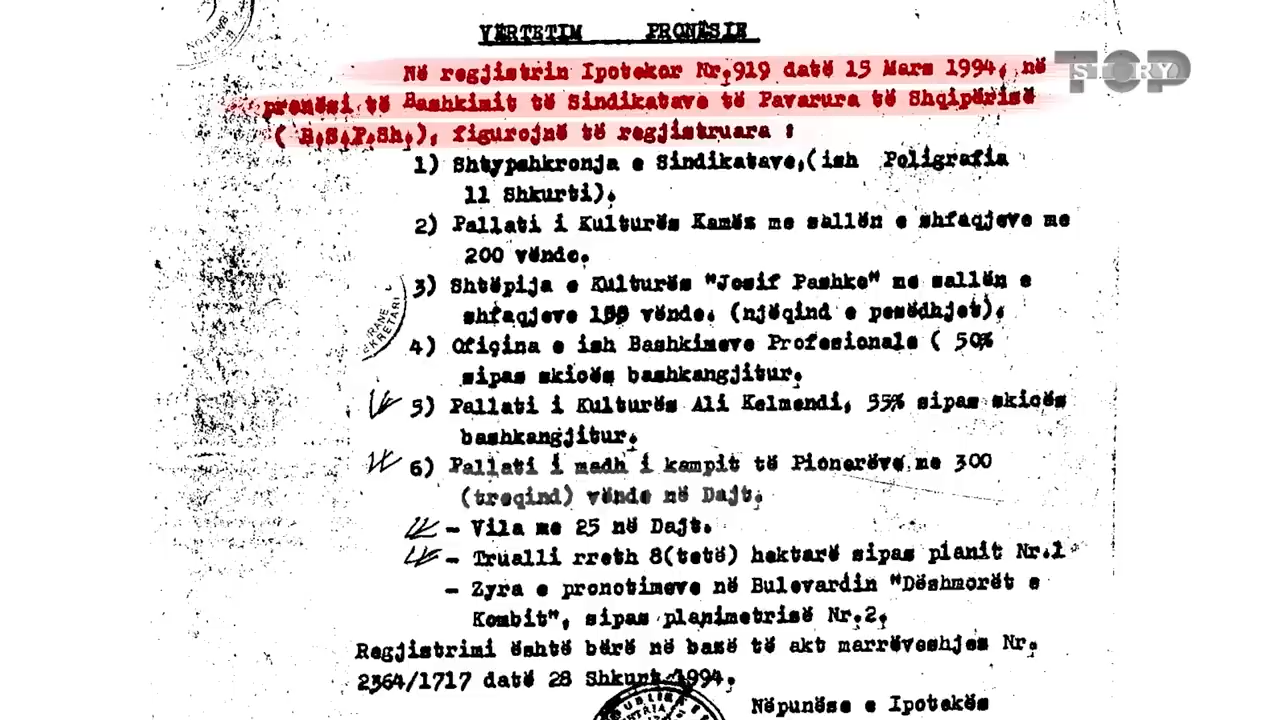 VËRTETIM PRONËSIE
Në regjistrin Ipotekor Nr.919 datë 15 Mars 1994, në
pronësi të Bashkimit të Sindikatave të Pavarura të Shqipërisë
( B.S.P.Sh.), figurojnë të regjistruara :
1) Shtypshkronja e Sindikatave,(ish Poligrafia
11 Shkurti).
2) Pallati i Kulturës Kamës me sallën e shfaqjeve me
200 vënde.
3) Shtëpija e Kulturës "Josif Pashko" me sallën e
shfaqjeve 150 vënde. (njëqind e pesëdhjet).
4) Ofiçina e ish Bashkimeve Profesionale ( 50%
sipas skicës bashkangjitur.
5) Pallati i Kulturës Ali Kelmendi, 55% sipas skicës
bashkangjitur.
6) Pallati i madh i kampit të Pionerëve me 300
(treqind) vënde në Dajt.
- Vila me 25 në Dajt.
- Trualli rreth 8(tetë) hektarë sipas planit Nr.1
- Zyra e pronotimeve në Bulevardin "Dëshmorët e
Kombit", sipas planimetrisë Nr.2.
Regjistrimi është bërë në bazë të akt marrëveshjes Nr.
2364/1717 datë 28 Shkurt 1994.
Nëpunëse e Ipotekës
TOP
STORY